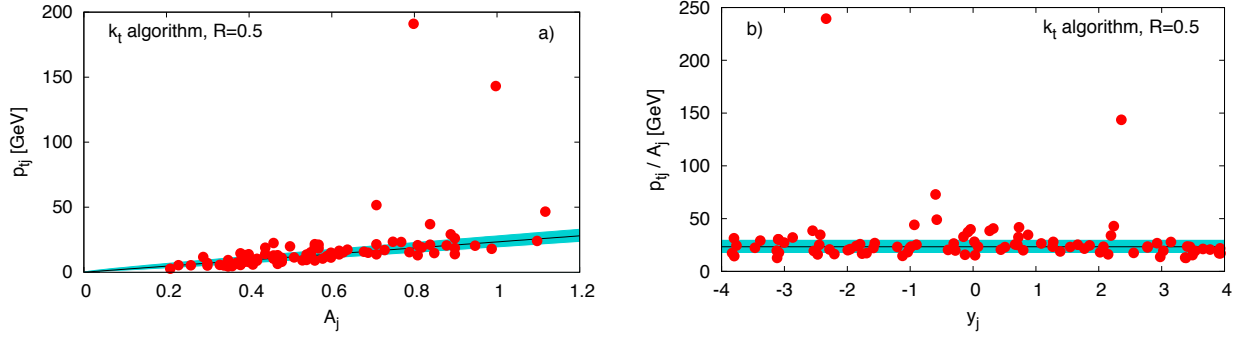 k_t algorithm, R=0.5
a)
p_tj [GeV]
200
150
100
50
0
0 0.2 0.4 0.6 0.8 1 1.2
A_j
b)
k_t algorithm, R=0.5
p_tj / A_j [GeV]
250
200
150
100
50
0
-4 -3 -2 -1 0 1 2 3 4
y_j